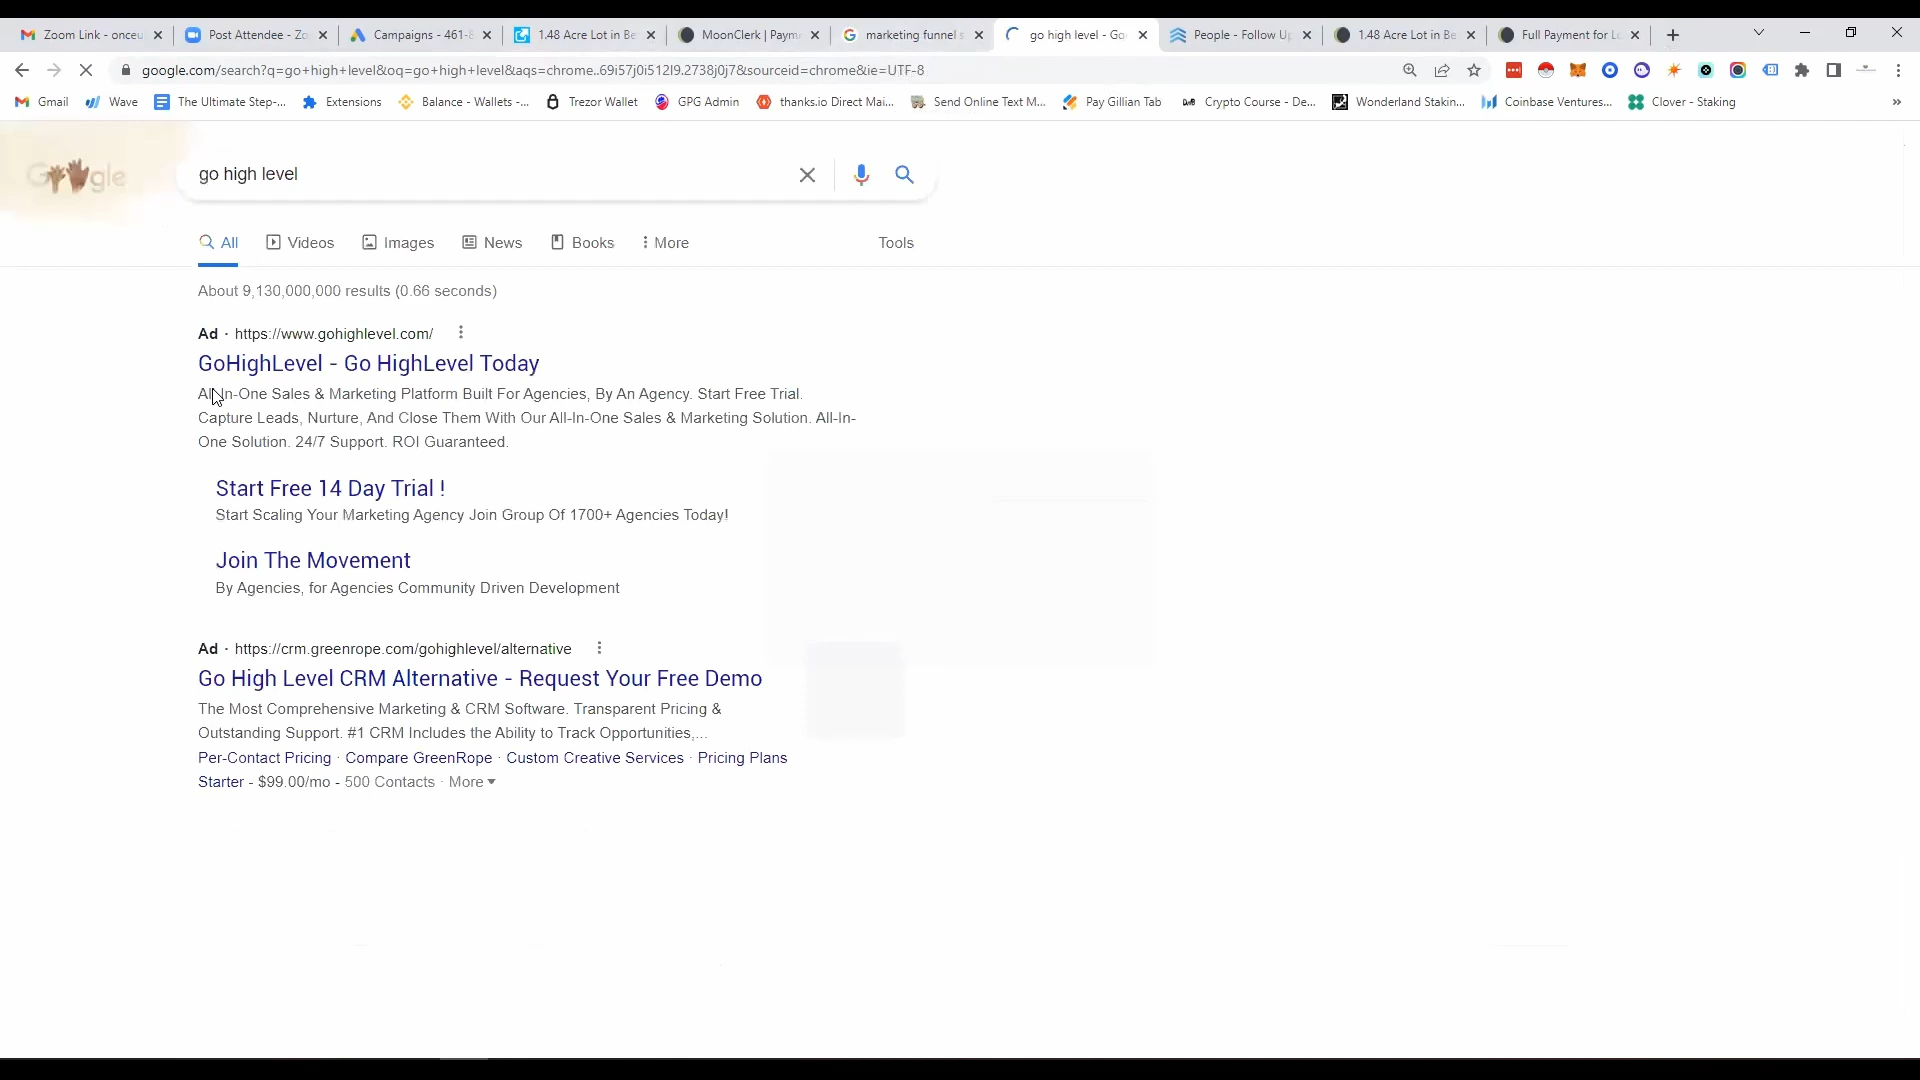 Zoom Link - onceu
Post Attendee - Zo
Campaigns - 461-8
1.48 Acre Lot in Be
MoonClerk | Payme
marketing funnel s
go high level - Go
People - Follow Up
1.48 Acre Lot in Be
Full Payment for Lo
google.com/search?q=go+high+level&oq=go+high+level&aqs=chrome..69i57j0i512l9.2738j0j7&sourceid=chrome&ie=UTF-8
Gmail
Wave
The Ultimate Step-...
Extensions
Balance - Wallets -...
Trezor Wallet
GPG Admin
thanks.io Direct Mai...
Send Online Text M...
Pay Gillian Tab
Crypto Course - De...
Wonderland Stakin...
Coinbase Ventures...
Clover - Staking
Google
go high level
All
Videos
Images
News
Books
More
Tools
About 9,130,000,000 results (0.66 seconds)
Ad · https://www.gohighlevel.com/
GoHighLevel - Go HighLevel Today
All-In-One Sales & Marketing Platform Built For Agencies, By An Agency. Start Free Trial.
Capture Leads, Nurture, And Close Them With Our All-In-One Sales & Marketing Solution. All-In-
One Solution. 24/7 Support. ROI Guaranteed.
Start Free 14 Day Trial !
Start Scaling Your Marketing Agency Join Group Of 1700+ Agencies Today!
Join The Movement
By Agencies, for Agencies Community Driven Development
Ad · https://crm.greenrope.com/gohighlevel/alternative
Go High Level CRM Alternative - Request Your Free Demo
The Most Comprehensive Marketing & CRM Software. Transparent Pricing &
Outstanding Support. #1 CRM Includes the Ability to Track Opportunities,...
Per-Contact Pricing · Compare GreenRope · Custom Creative Services · Pricing Plans
Starter - $99.00/mo - 500 Contacts · More